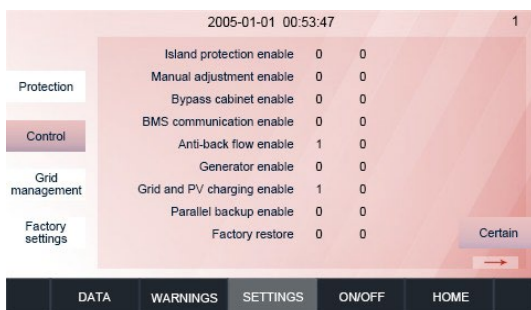 2005-01-01 00:53:47 1
Island protection enable 0 0
Manual adjustment enable 0 0
Protection
Bypass cabinet enable 0 0
BMS communication enable 0 0
Control
Anti-back flow enable 1 0
Generator enable 0 0
Grid management
Grid and PV charging enable 1 0
Parallel backup enable 0 0
Factory settings
Factory restore 0 0
Certain
DATA WARNINGS SETTINGS ON/OFF HOME